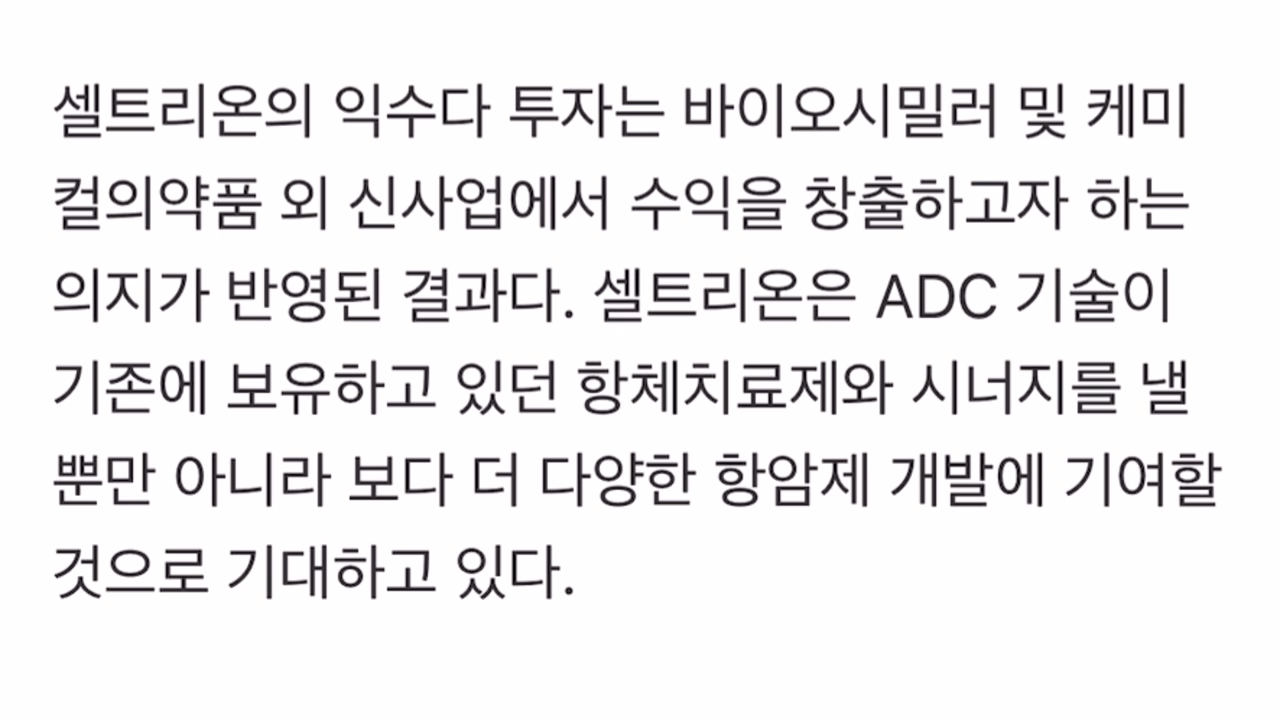 셀트리온의 익수다 투자는 바이오시밀러 및 케미
컬의약품 외 신사업에서 수익을 창출하고자 하는
의지가 반영된 결과다. 셀트리온은 ADC 기술이
기존에 보유하고 있던 항체치료제와 시너지를 낼
뿐만 아니라 보다 더 다양한 항암제 개발에 기여할
것으로 기대하고 있다.